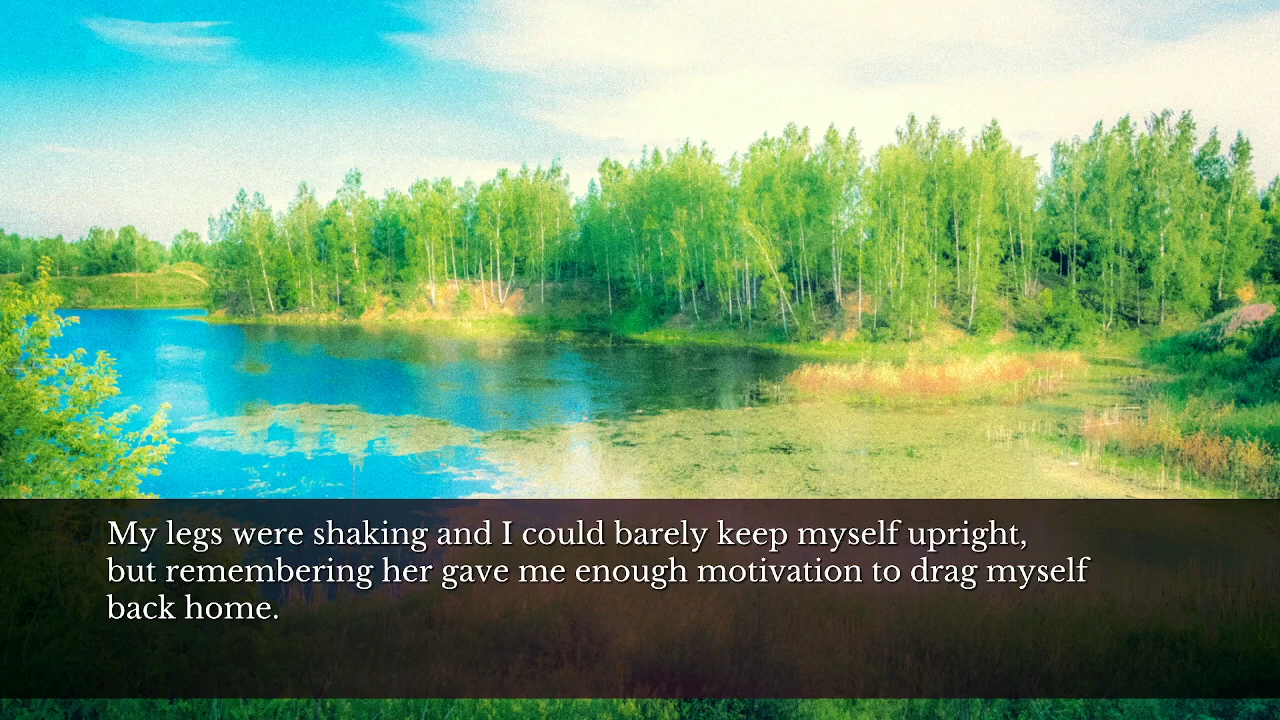 My legs were shaking and I could barely keep myself upright,
but remembering her gave me enough motivation to drag myself
back home.